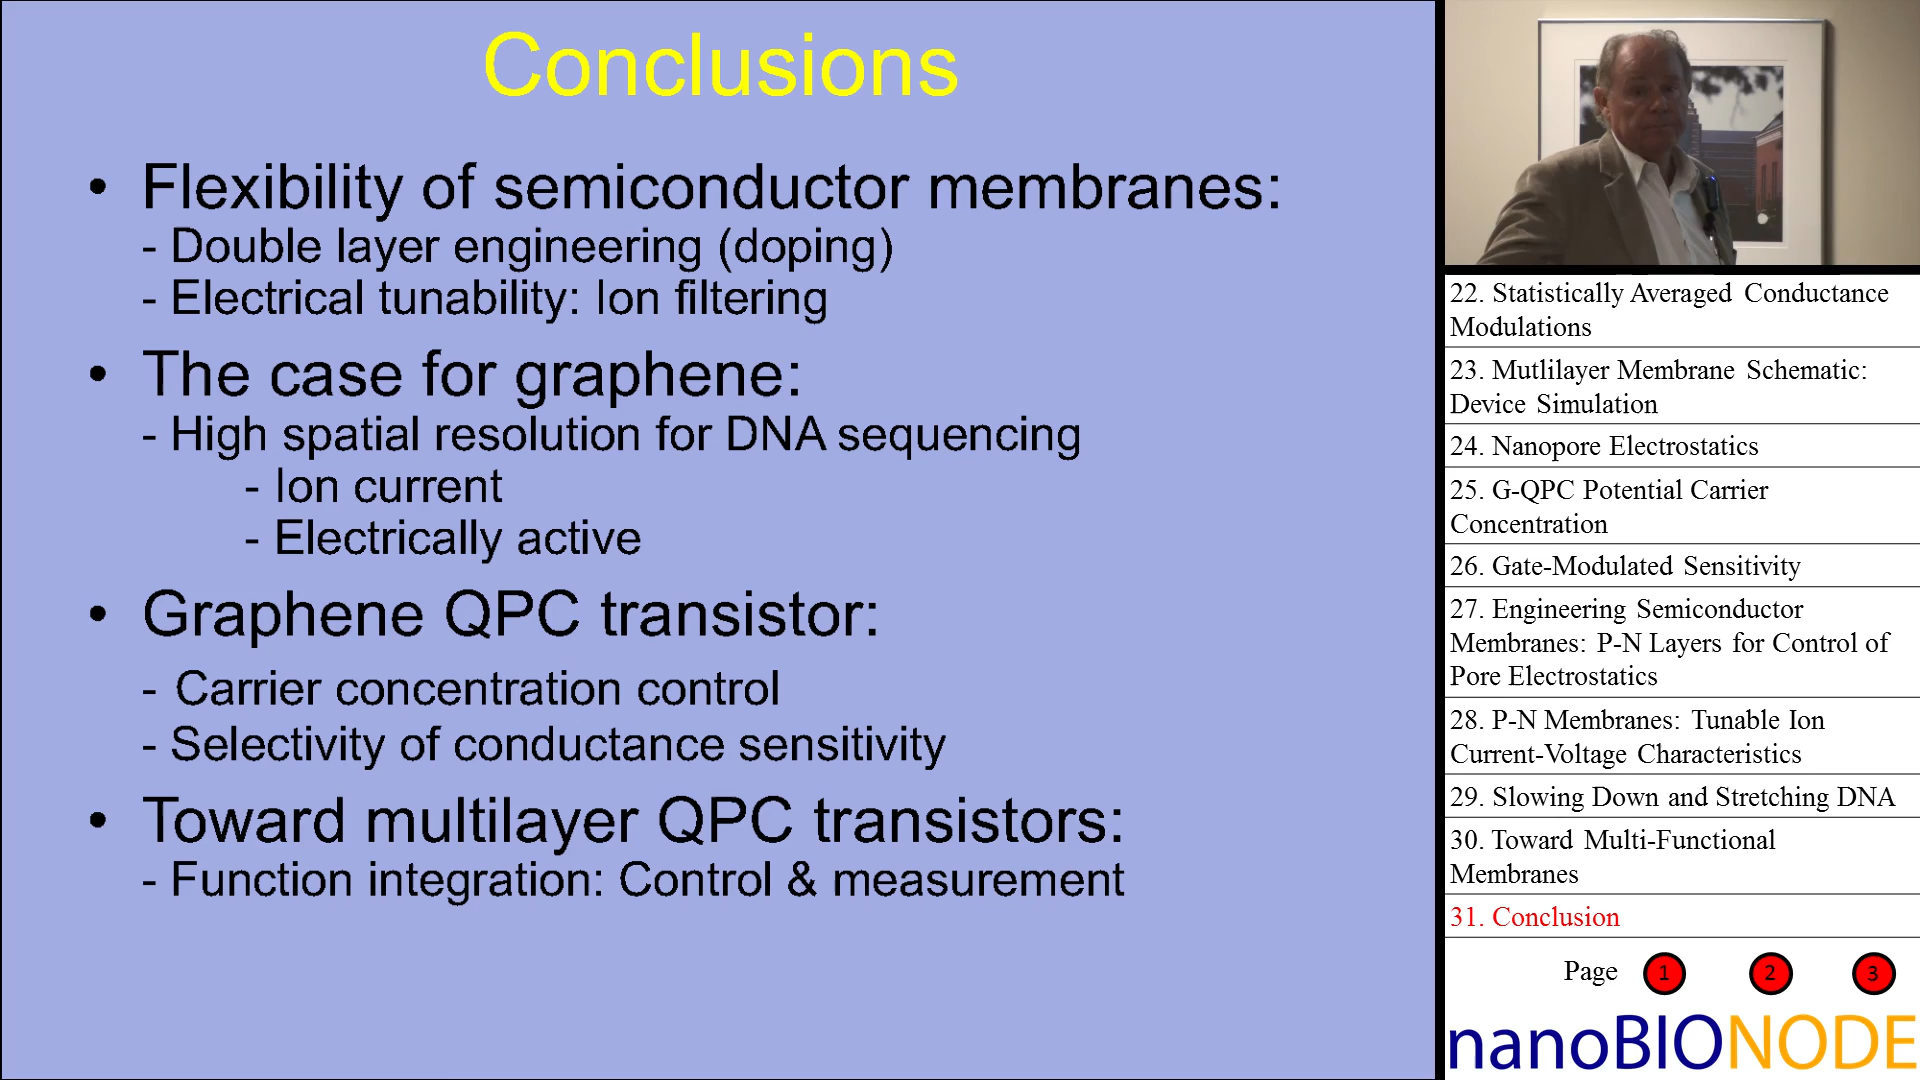 Conclusions
• Flexibility of semiconductor membranes:
- Double layer engineering (doping)
- Electrical tunability: Ion filtering
• The case for graphene:
- High spatial resolution for DNA sequencing
- Ion current
- Electrically active
• Graphene QPC transistor:
- Carrier concentration control
- Selectivity of conductance sensitivity
• Toward multilayer QPC transistors:
- Function integration: Control & measurement
22. Statistically Averaged Conductance
Modulations
23. Mutlilayer Membrane Schematic:
Device Simulation
24. Nanopore Electrostatics
25. G-QPC Potential Carrier
Concentration
26. Gate-Modulated Sensitivity
27. Engineering Semiconductor
Membranes: P-N Layers for Control of
Pore Electrostatics
28. P-N Membranes: Tunable Ion
Current-Voltage Characteristics
29. Slowing Down and Stretching DNA
30. Toward Multi-Functional
Membranes
31. Conclusion
Page 1 2 3
nanoBIONODE